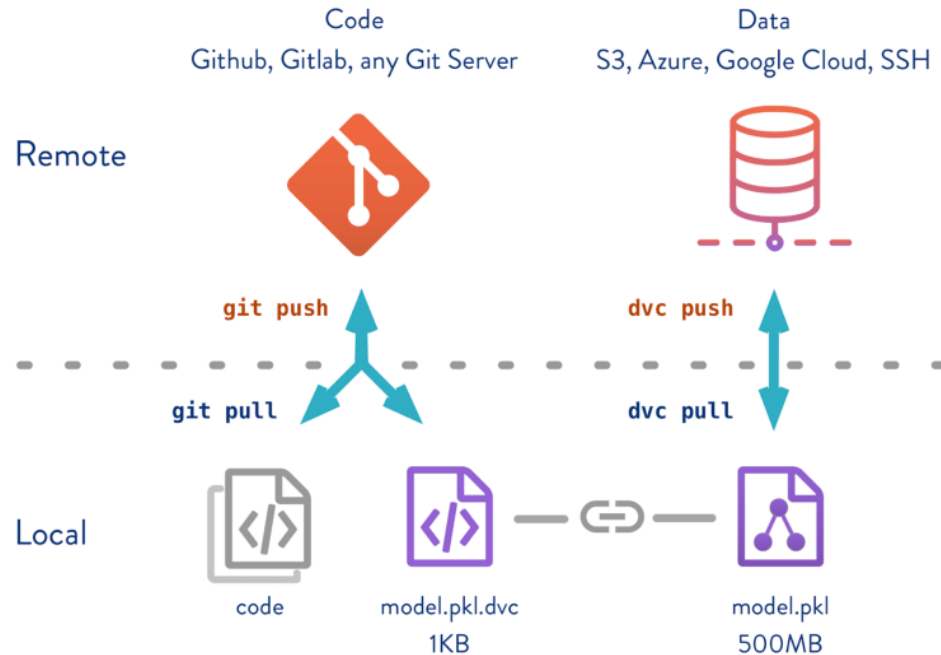 Code
Github, Gitlab, any Git Server
Data
S3, Azure, Google Cloud, SSH
Remote
git push
dvc push
git pull
dvc pull
Local
code
model.pkl.dvc
1KB
model.pkl
500MB